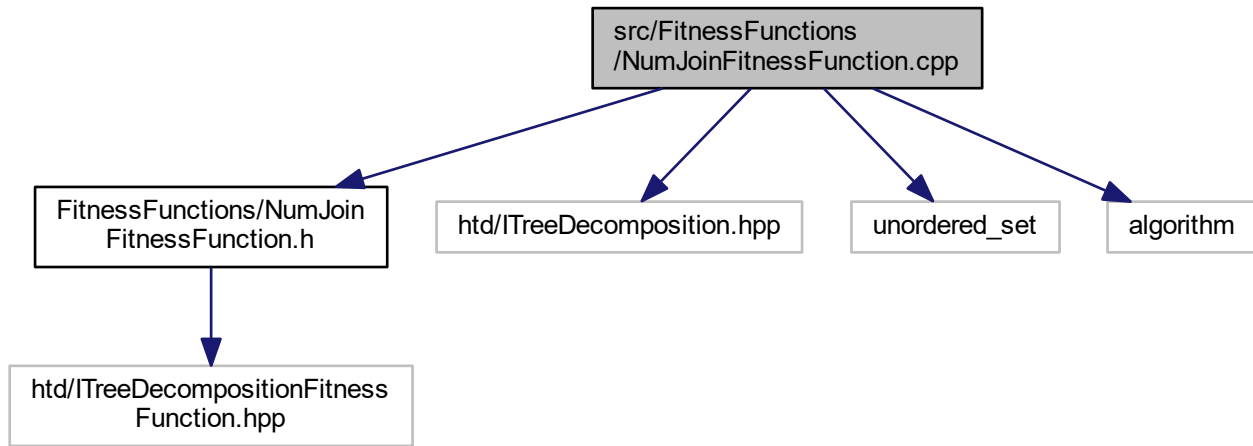 src/FitnessFunctions
/NumJoinFitnessFunction.cpp
FitnessFunctions/NumJoin
FitnessFunction.h
htd/ITreeDecomposition.hpp
unordered_set
algorithm
htd/ITreeDecompositionFitness
Function.hpp